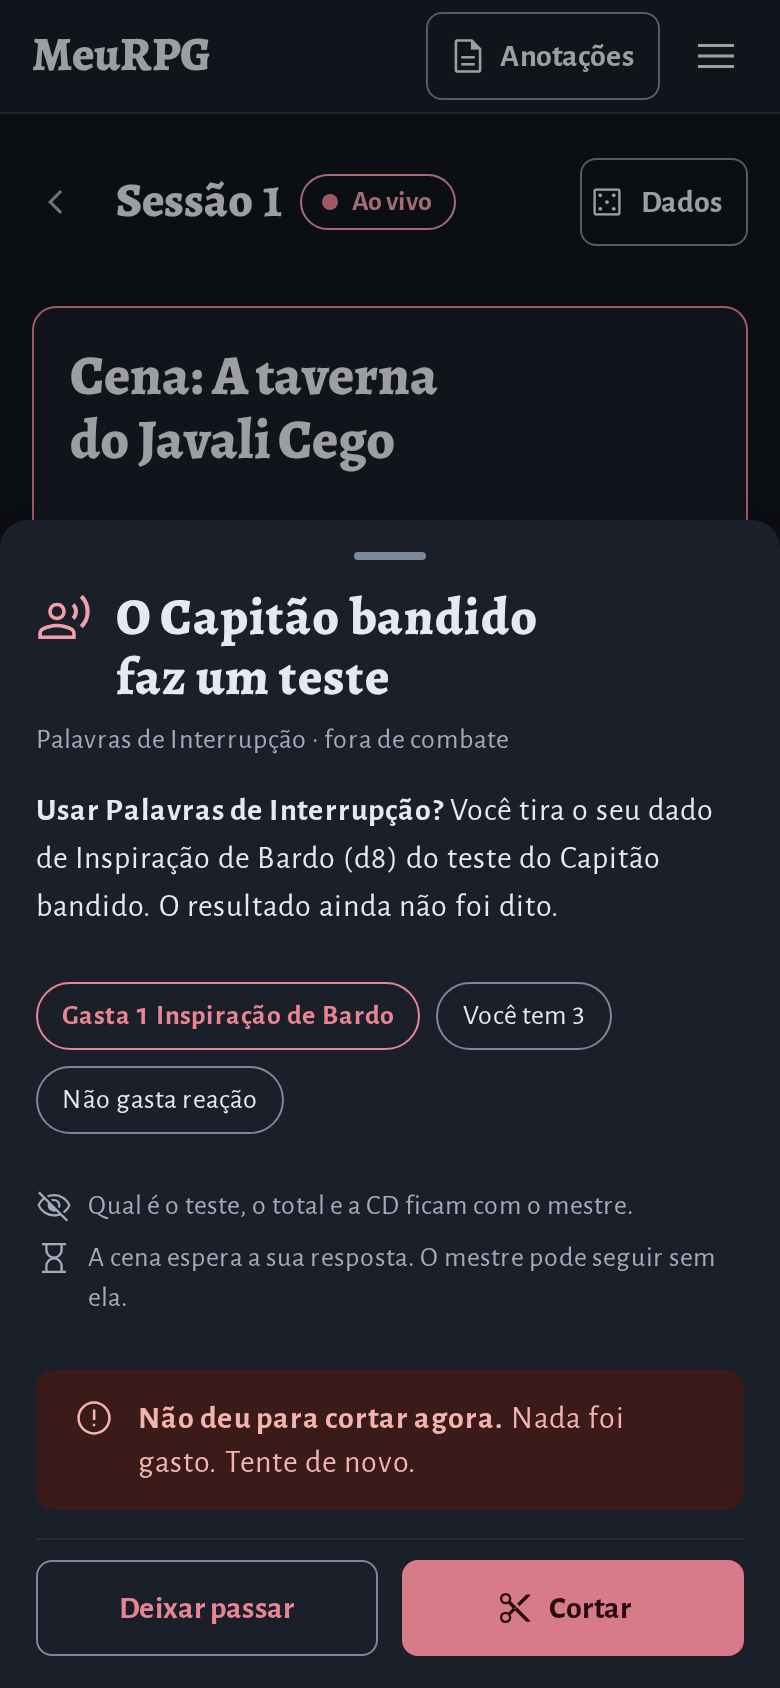 MeuRPG
Anotações
Sessão 1
Ao vivo
Dados
Cena: A taverna
do Javali Cego
O Capitão bandido
faz um teste
Palavras de Interrupção · fora de combate
Usar Palavras de Interrupção? Você tira o seu dado
de Inspiração de Bardo (d8) do teste do Capitão
bandido. O resultado ainda não foi dito.
Gasta 1 Inspiração de Bardo
Você tem 3
Não gasta reação
Qual é o teste, o total e a CD ficam com o mestre.
A cena espera a sua resposta. O mestre pode seguir sem
ela.
Não deu para cortar agora. Nada foi
gasto. Tente de novo.
Deixar passar
Cortar